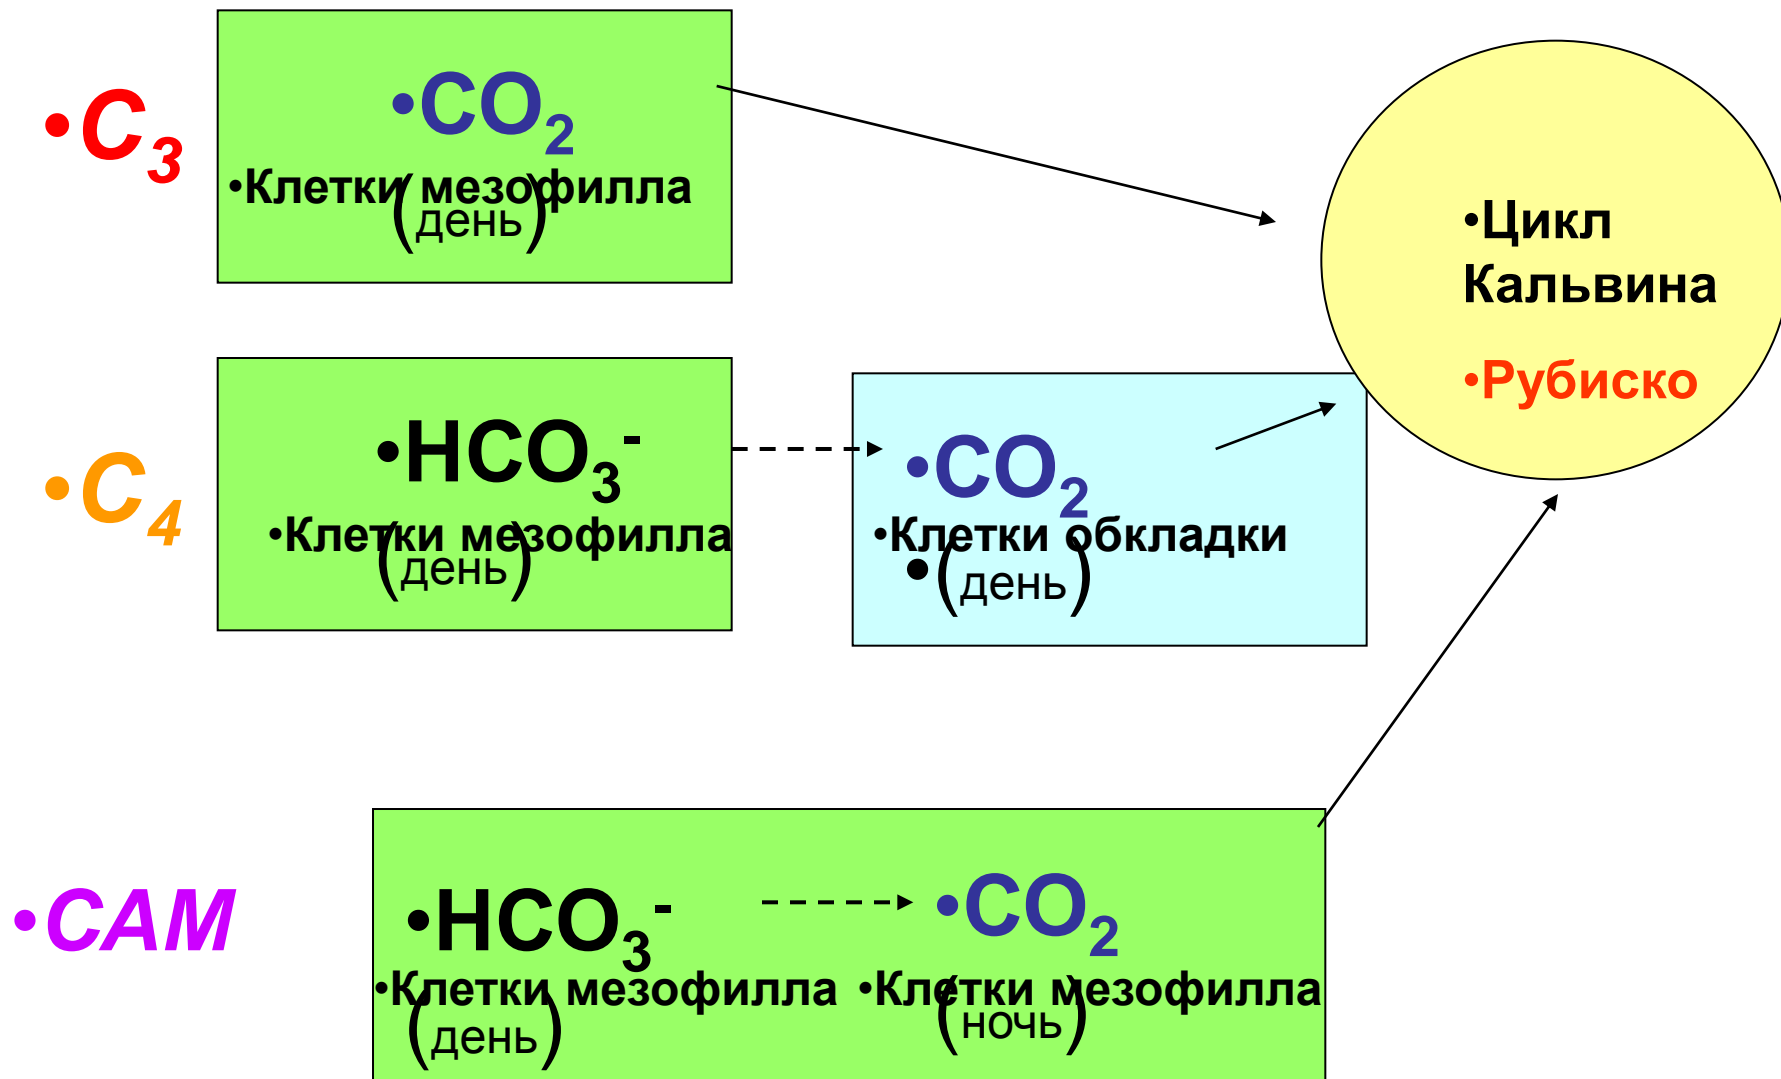 •C₃
•CO₂
•Клетки мезофилла
(день)
•Цикл
Кальвина
•Рубиско
•C₄
•HCO₃⁻
•Клетки мезофилла
(день)
•CO₂
•Клетки обкладки
•(день)
•CAM
•HCO₃⁻
•Клетки мезофилла
(день)
•CO₂
•Клетки мезофилла
(ночь)